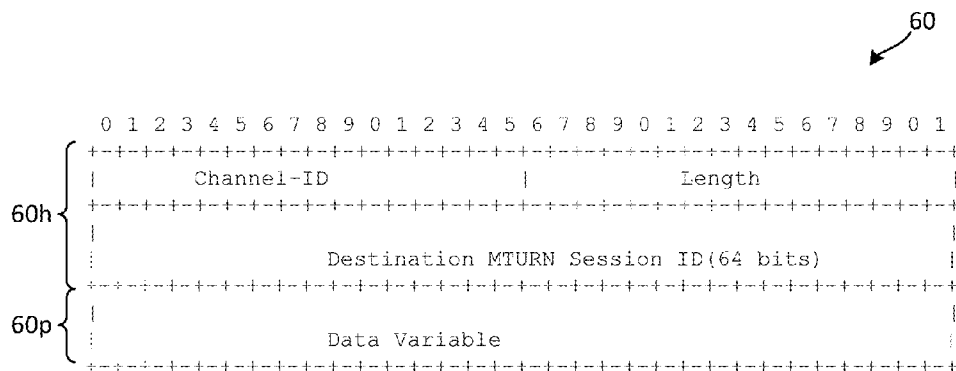 60
0 1 2 3 4 5 6 7 8 9 0 1 2 3 4 5 6 7 8 9 0 1 2 3 4 5 6 7 8 9 0 1
+-+-+-+-+-+-+-+-+-+-+-+-+-+-+-+-+-+-+-+-+-+-+-+-+-+-+-+-+-+-+-+-+
| Channel-ID | Length |
60h
+-+-+-+-+-+-+-+-+-+-+-+-+-+-+-+-+-+-+-+-+-+-+-+-+-+-+-+-+-+-+-+-+
| Destination MTURN Session ID(64 bits) |
+-+-+-+-+-+-+-+-+-+-+-+-+-+-+-+-+-+-+-+-+-+-+-+-+-+-+-+-+-+-+-+-+
60p
| Data Variable |
+-+-+-+-+-+-+-+-+-+-+-+-+-+-+-+-+-+-+-+-+-+-+-+-+-+-+-+-+-+-+-+-+